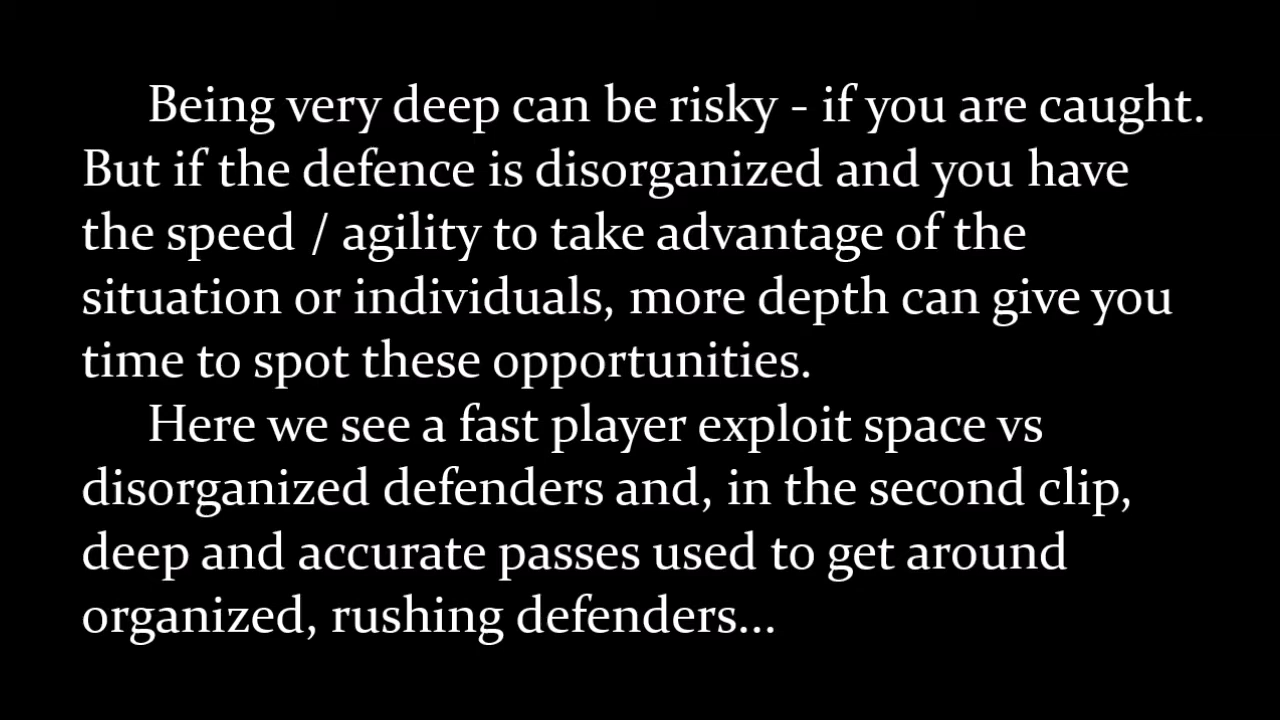 Being very deep can be risky - if you are caught.
But if the defence is disorganized and you have
the speed / agility to take advantage of the
situation or individuals, more depth can give you
time to spot these opportunities.
Here we see a fast player exploit space vs
disorganized defenders and, in the second clip,
deep and accurate passes used to get around
organized, rushing defenders...